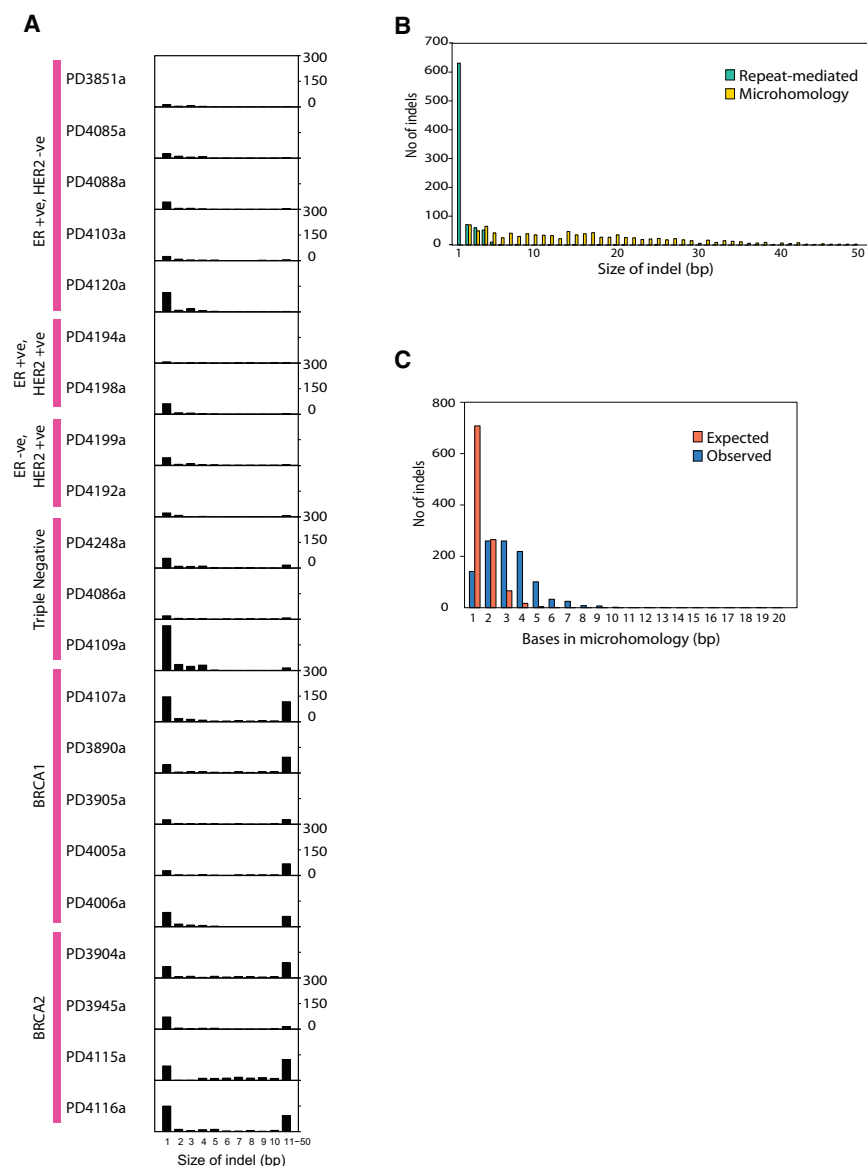 A
ER +ve, HER2 -ve
ER +ve,
HER2 +ve
ER -ve,
HER2 +ve
Triple Negative
BRCA1
BRCA2
PD3851a
PD4085a
PD4088a
PD4103a
PD4120a
PD4194a
PD4198a
PD4199a
PD4192a
PD4248a
PD4086a
PD4109a
PD4107a
PD3890a
PD3905a
PD4005a
PD4006a
PD3904a
PD3945a
PD4115a
PD4116a
300
150
0
300
150
0
300
150
0
300
150
0
300
150
0
300
150
0
300
150
0
1 2 3 4 5 6 7 8 9 10 11-50
Size of indel (bp)
B
No of indels
700
600
500
400
300
200
100
00
Repeat-mediated
Microhomology
1 10 20 30 40 50
Size of indel (bp)
C
No of indels
800
600
400
200
0
Expected
Observed
1 2 3 4 5 6 7 8 9 10 11 12 13 14 15 16 17 18 19 20
Bases in microhomology (bp)